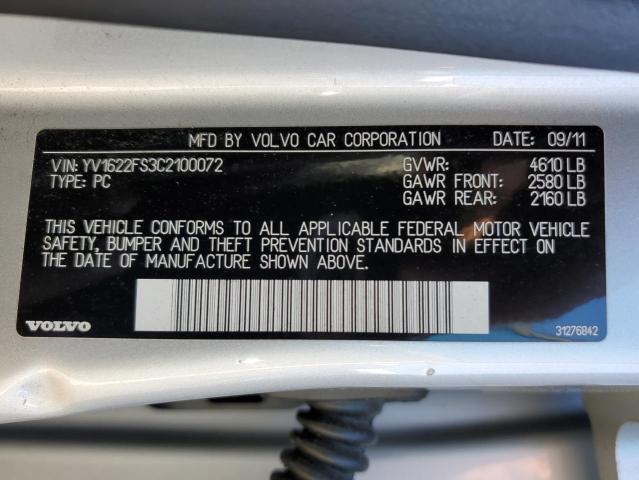 MFD BY VOLVO CAR CORPORATION DATE: 09/11
VIN: YV1622FS3C2100072 GVWR: 4610 LB
TYPE: PC GAWR FRONT: 2580 LB
GAWR REAR: 2160 LB
THIS VEHICLE CONFORMS TO ALL APPLICABLE FEDERAL MOTOR VEHICLE
SAFETY, BUMPER AND THEFT PREVENTION STANDARDS IN EFFECT ON
THE DATE OF MANUFACTURE SHOWN ABOVE.
VOLVO 31276842